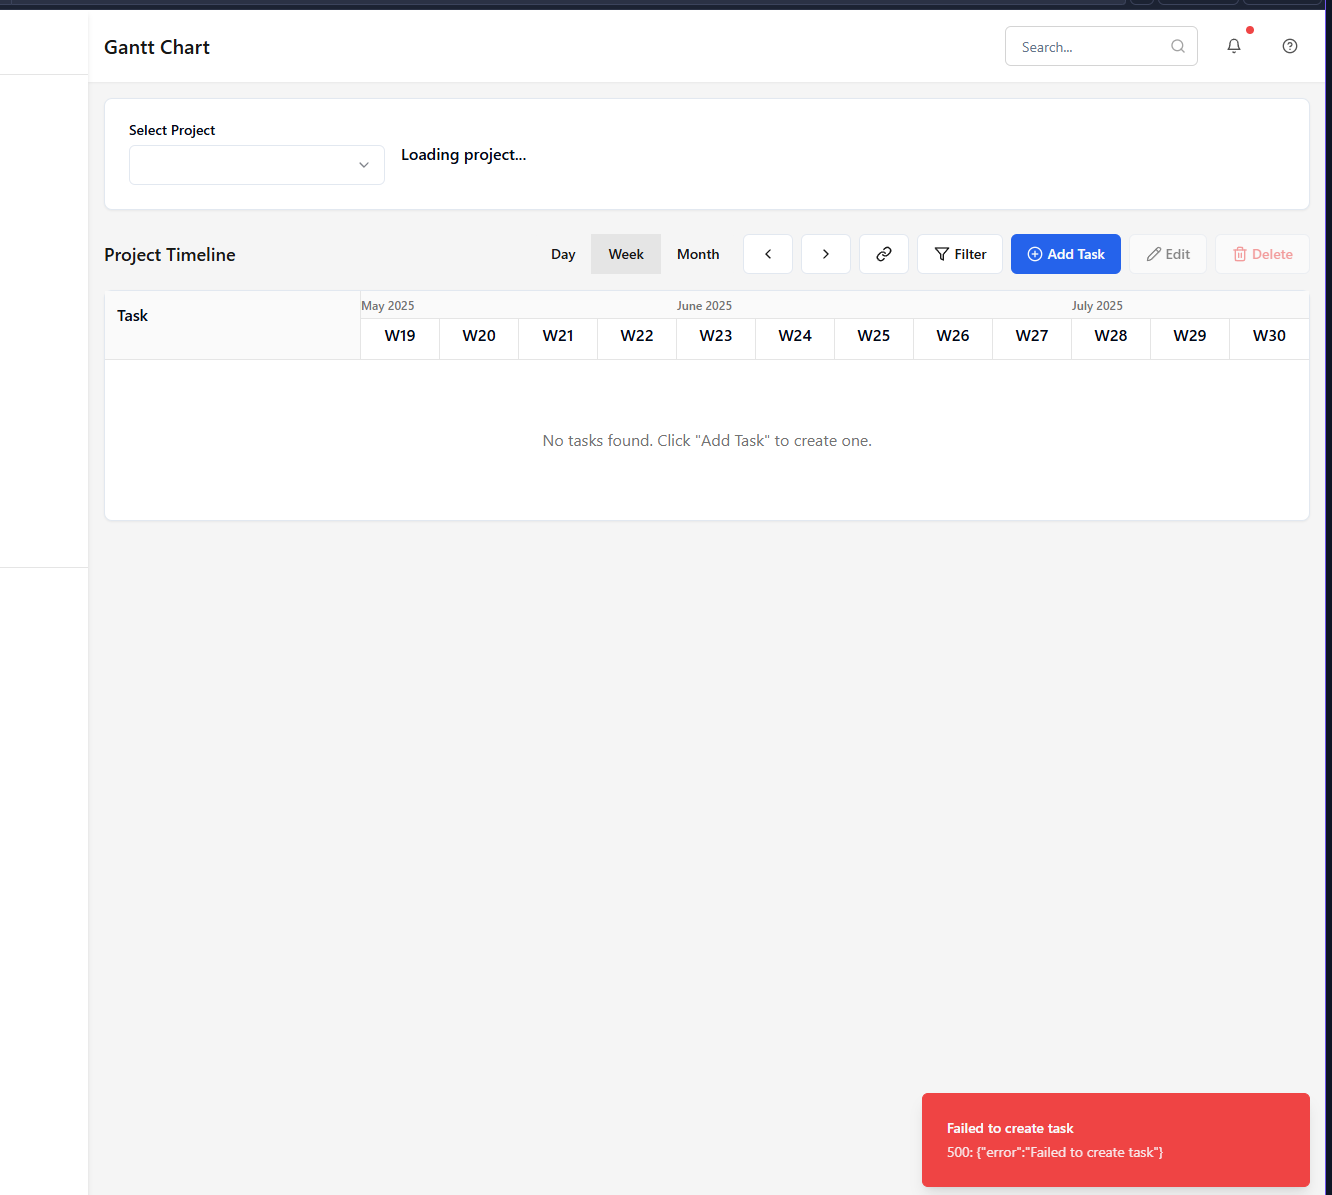 Gantt Chart
Search...
Select Project
Loading project...
Project Timeline
Day Week Month Filter Add Task Edit Delete
Task
May 2025 June 2025 July 2025
W19 W20 W21 W22 W23 W24 W25 W26 W27 W28 W29 W30
No tasks found. Click "Add Task" to create one.
Failed to create task
500: {"error":"Failed to create task"}